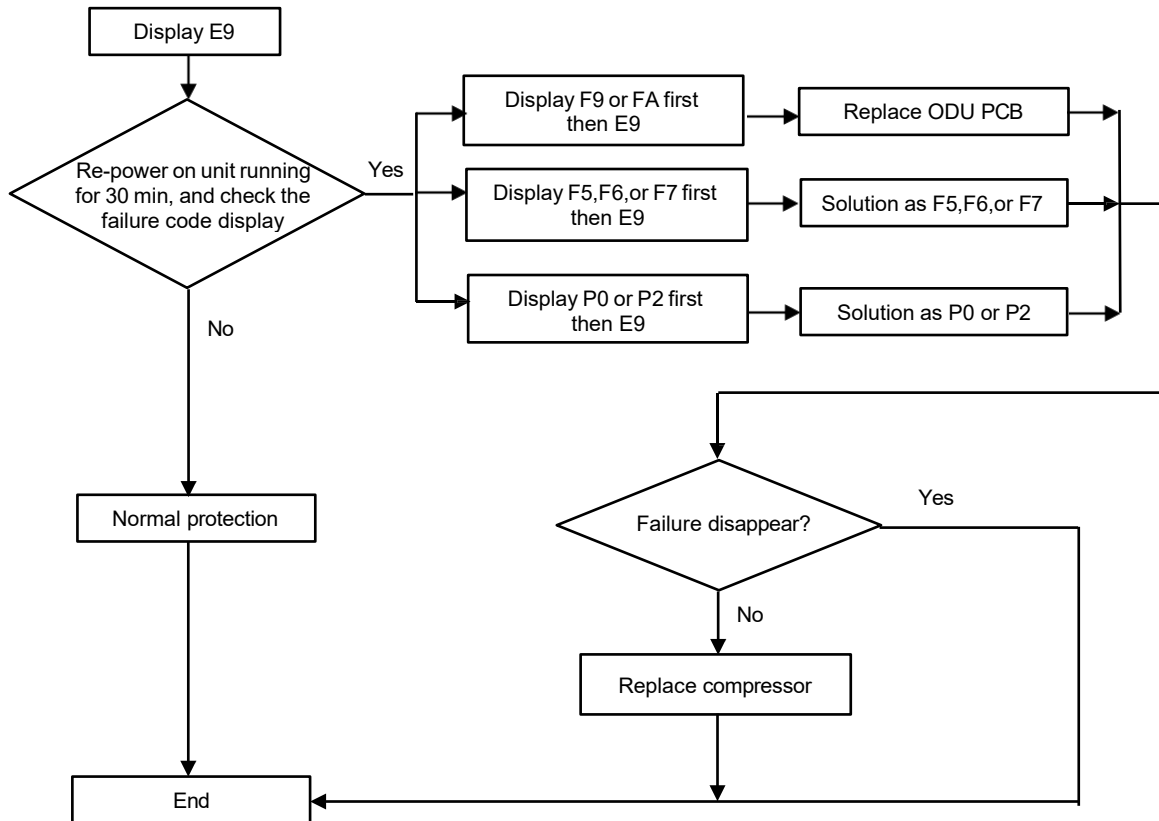 Display E9
Re-power on unit running
for 30 min, and check the
failure code display
Yes
No
Display F9 or FA first
then E9
Replace ODU PCB
Display F5,F6,or F7 first
then E9
Solution as F5,F6,or F7
Display P0 or P2 first
then E9
Solution as P0 or P2
Normal protection
Failure disappear?
Yes
No
Replace compressor
End